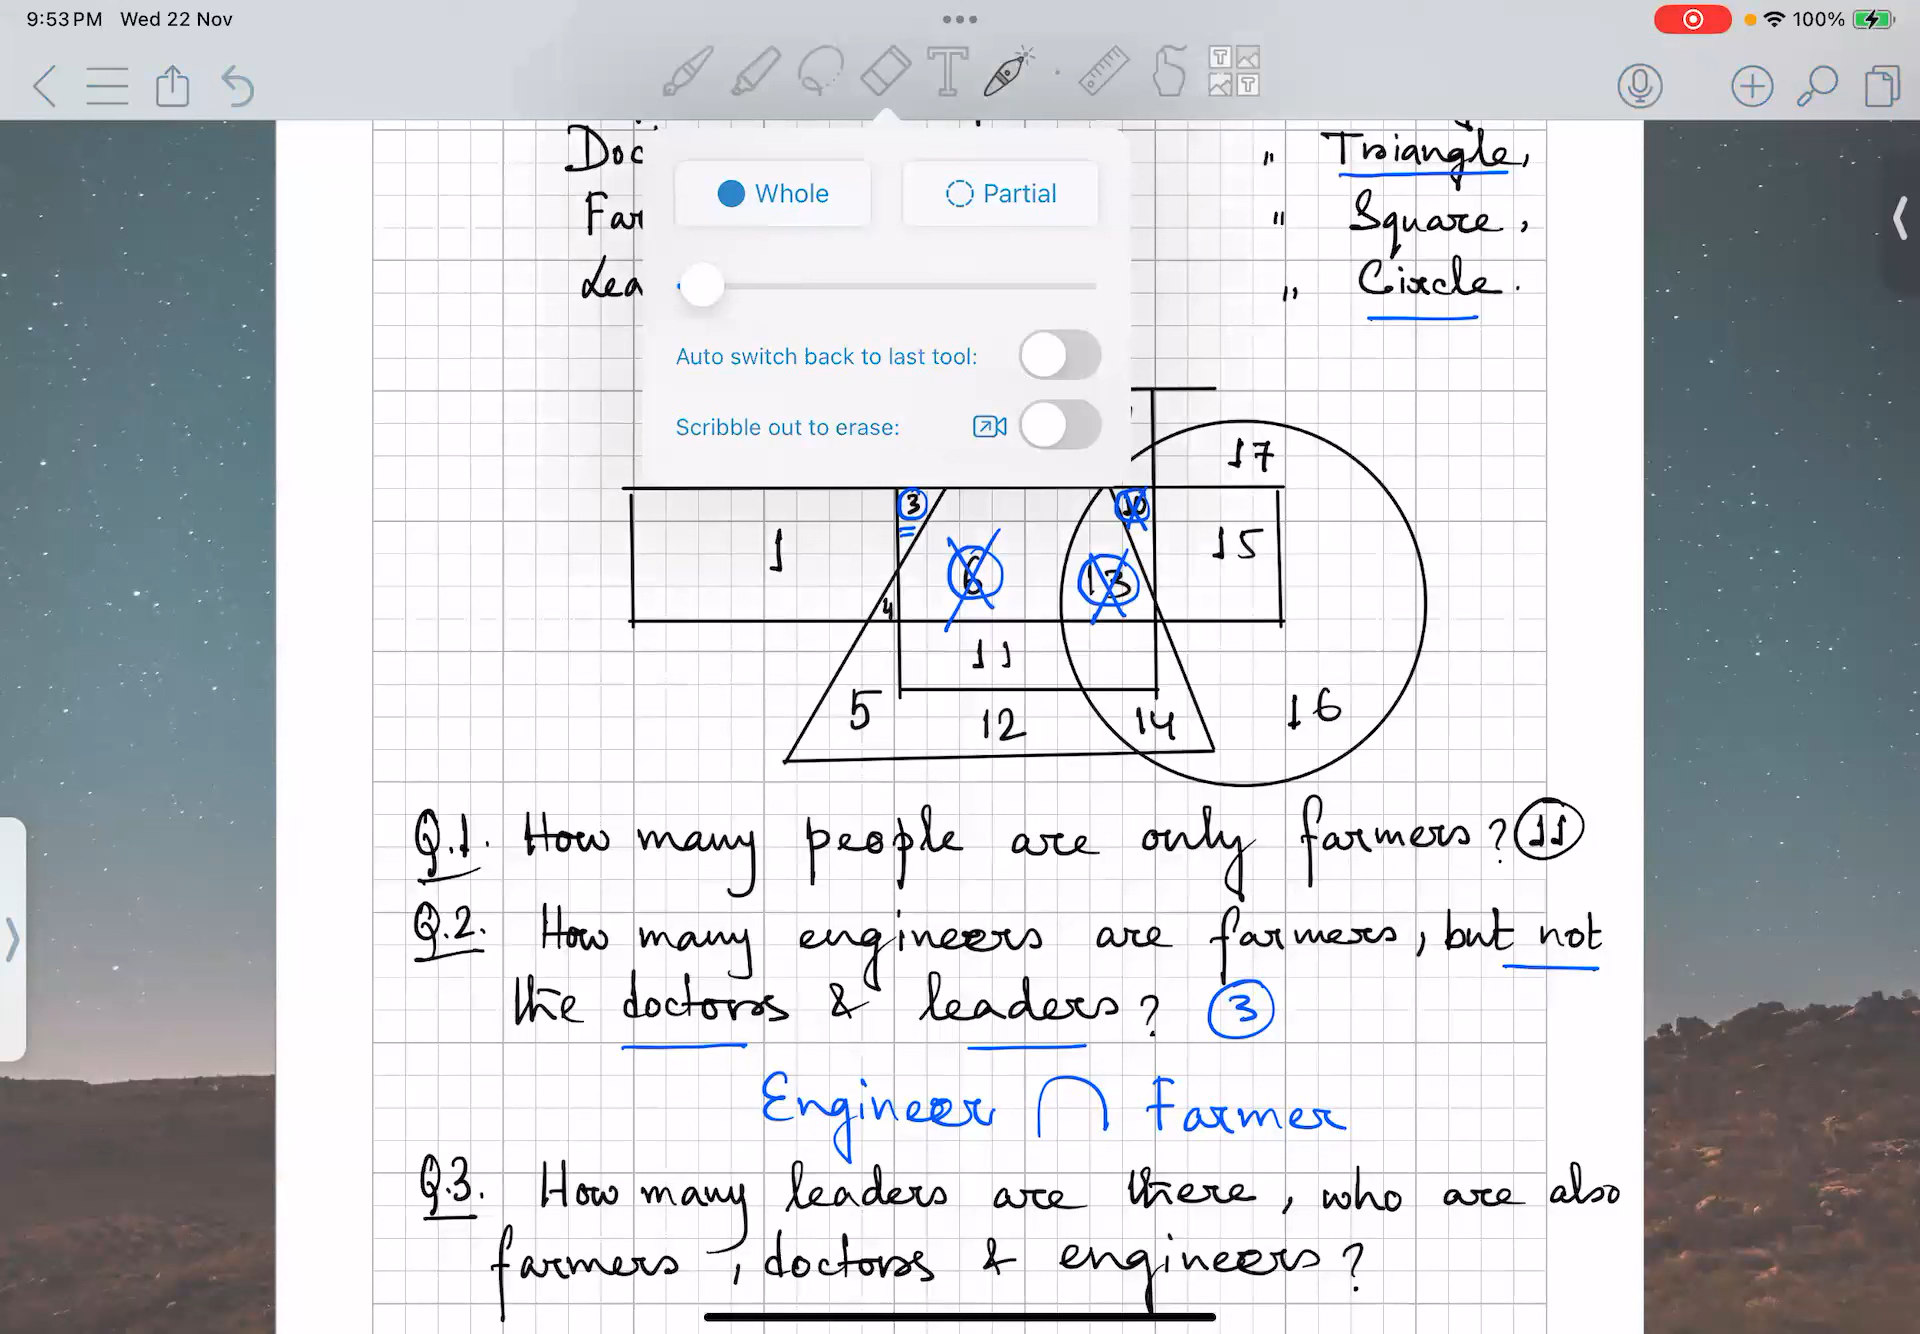 9:53 PM Wed 22 Nov
100%
Whole
Partial
Auto switch back to last tool:
Scribble out to erase:
Doc
" Triangle,
Far
" Square,
Lea
" Circle.
17
3
10
1
6
13
15
4
11
5
12
14
16
Q.1. How many people are only farmers? 11
Q.2. How many engineers are farmers, but not
the doctors & leaders? 3
Engineer ∩ Farmer
Q.3. How many leaders are there, who are also
farmers, doctors & engineers?